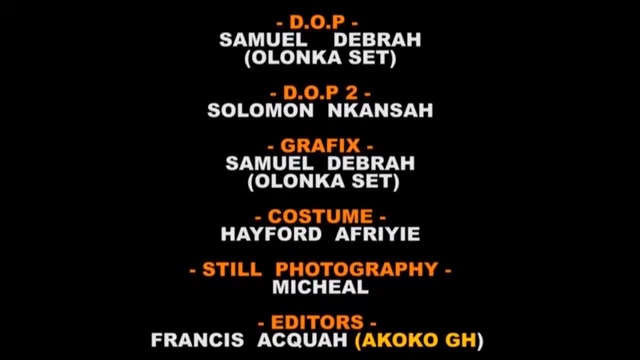 - D.O.P -
SAMUEL DEBRAH
(OLONKA SET)
- D.O.P 2 -
SOLOMON NKANSAH
- GRAFIX -
SAMUEL DEBRAH
(OLONKA SET)
- COSTUME -
HAYFORD AFRIYIE
- STILL PHOTOGRAPHY -
MICHEAL
- EDITORS -
FRANCIS ACQUAH (AKOKO GH)